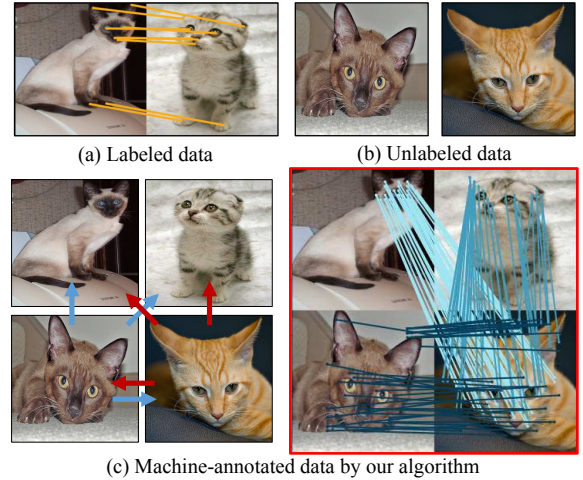 (a) Labeled data
(b) Unlabeled data
(c) Machine-annotated data by our algorithm